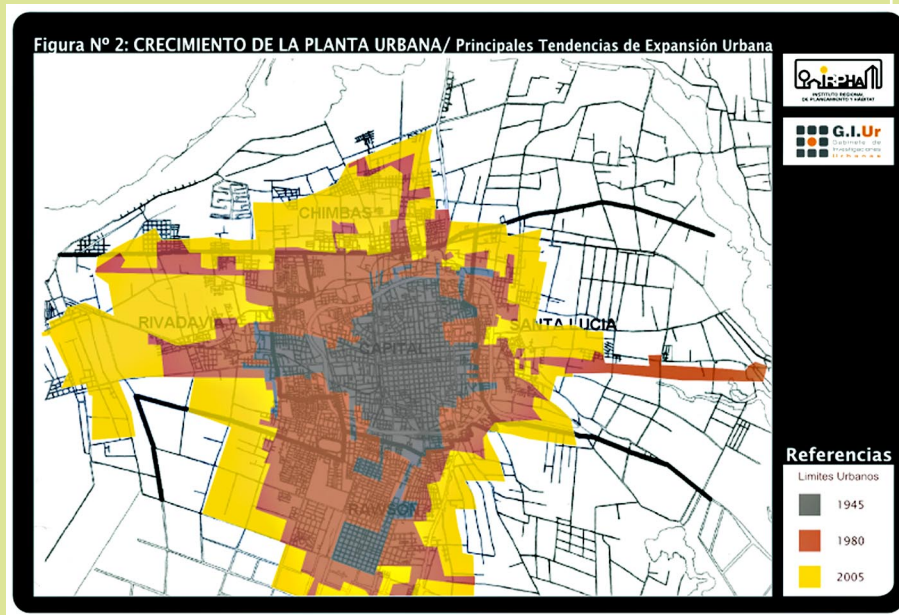 Figura Nº 2: CRECIMIENTO DE LA PLANTA URBANA/ Principales Tendencias de Expansión Urbana
IRPHA
INSTITUTO REGIONAL
DE PLANEAMIENTO Y HÁBITAT
G.I.Ur
Gabinete de
Investigaciones
Urbanas
CHIMBAS
RIVADAVIA
SANTA LUCIA
CAPITAL
RAWSON
Referencias
Limites Urbanos
1945
1980
2005